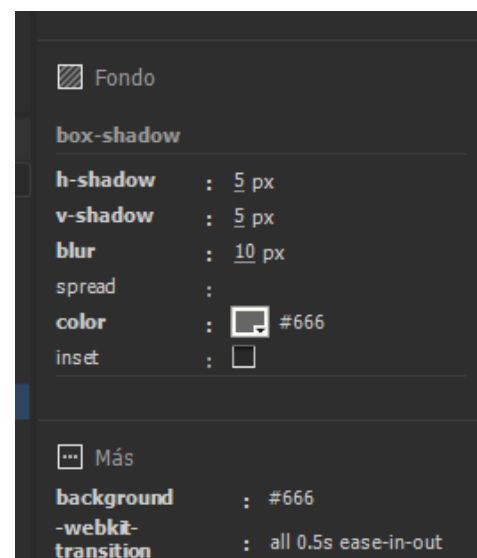 Fondo
box-shadow
h-shadow : 5 px
v-shadow : 5 px
blur : 10 px
spread :
color : #666
inset :
Más
background : #666
-webkit-
transition : all 0.5s ease-in-out